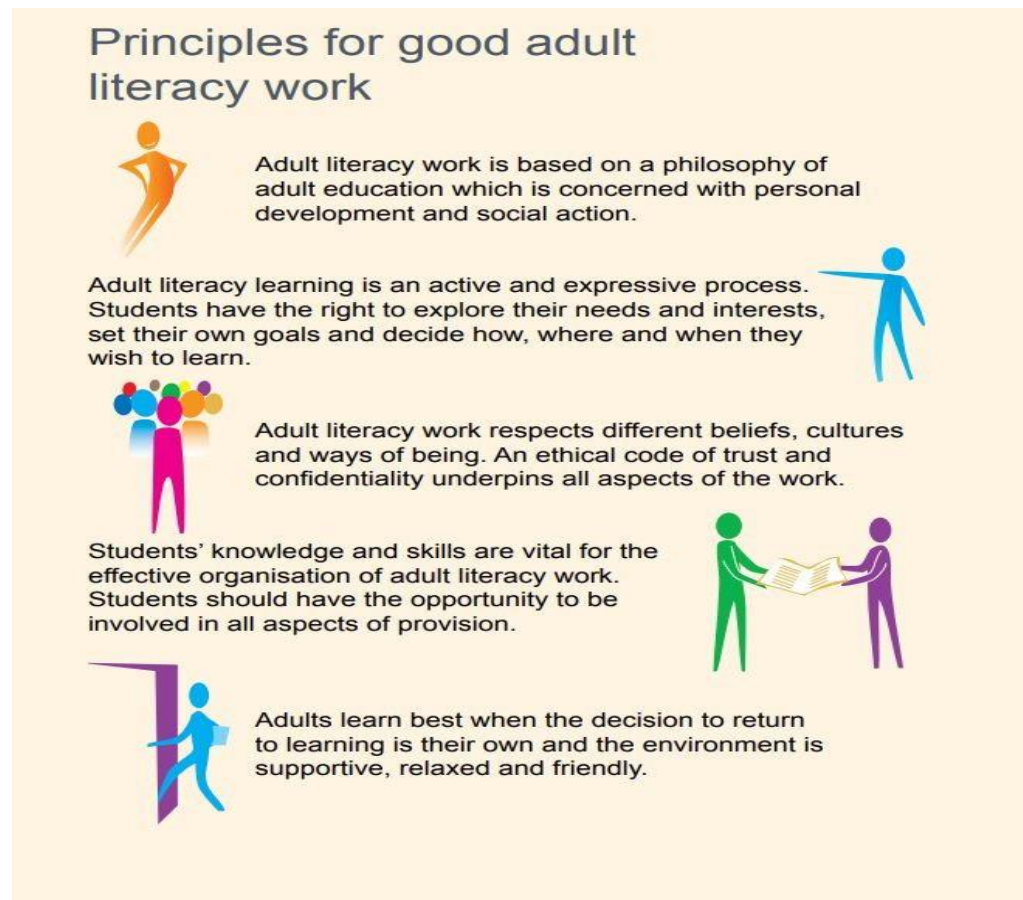 Principles for good adult
literacy work
Adult literacy work is based on a philosophy of
adult education which is concerned with personal
development and social action.
Adult literacy learning is an active and expressive process.
Students have the right to explore their needs and interests,
set their own goals and decide how, where and when they
wish to learn.
Adult literacy work respects different beliefs, cultures
and ways of being. An ethical code of trust and
confidentiality underpins all aspects of the work.
Students’ knowledge and skills are vital for the
effective organisation of adult literacy work.
Students should have the opportunity to be
involved in all aspects of provision.
Adults learn best when the decision to return
to learning is their own and the environment is
supportive, relaxed and friendly.